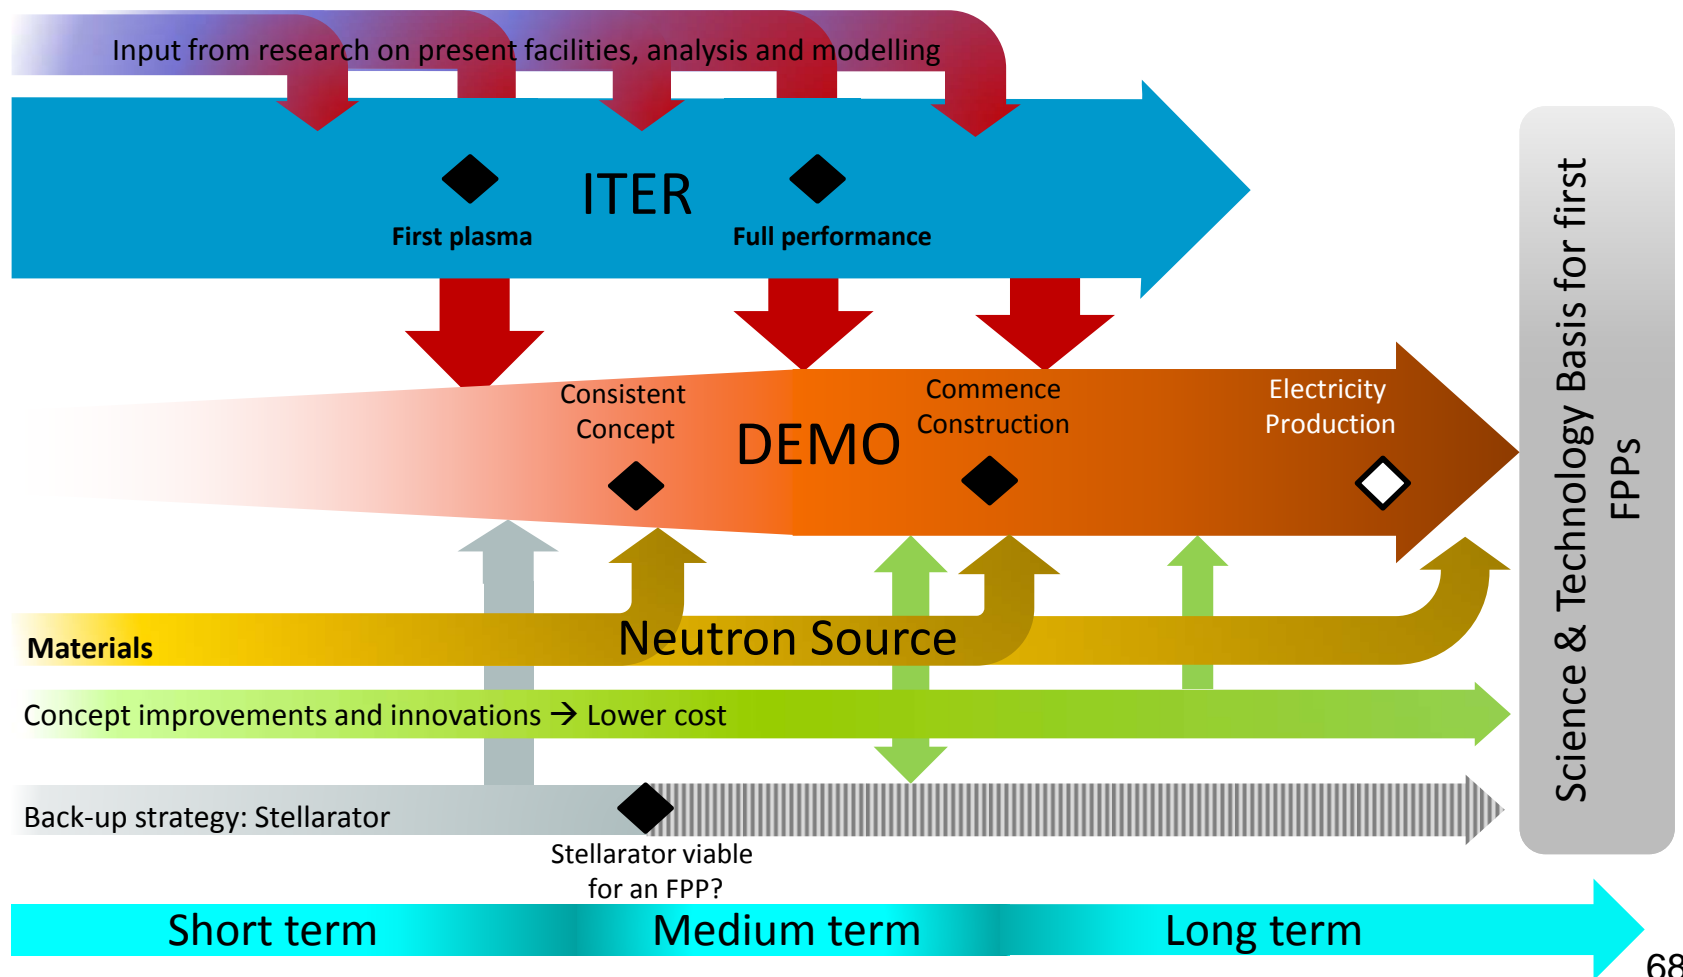 Input from research on present facilities, analysis and modelling
ITER
First plasma
Full performance
Consistent
Concept
DEMO
Commence
Construction
Electricity
Production
Materials
Neutron Source
Concept improvements and innovations → Lower cost
Back-up strategy: Stellarator
Stellarator viable
for an FPP?
Science & Technology Basis for first
FPPs
Short term
Medium term
Long term
68